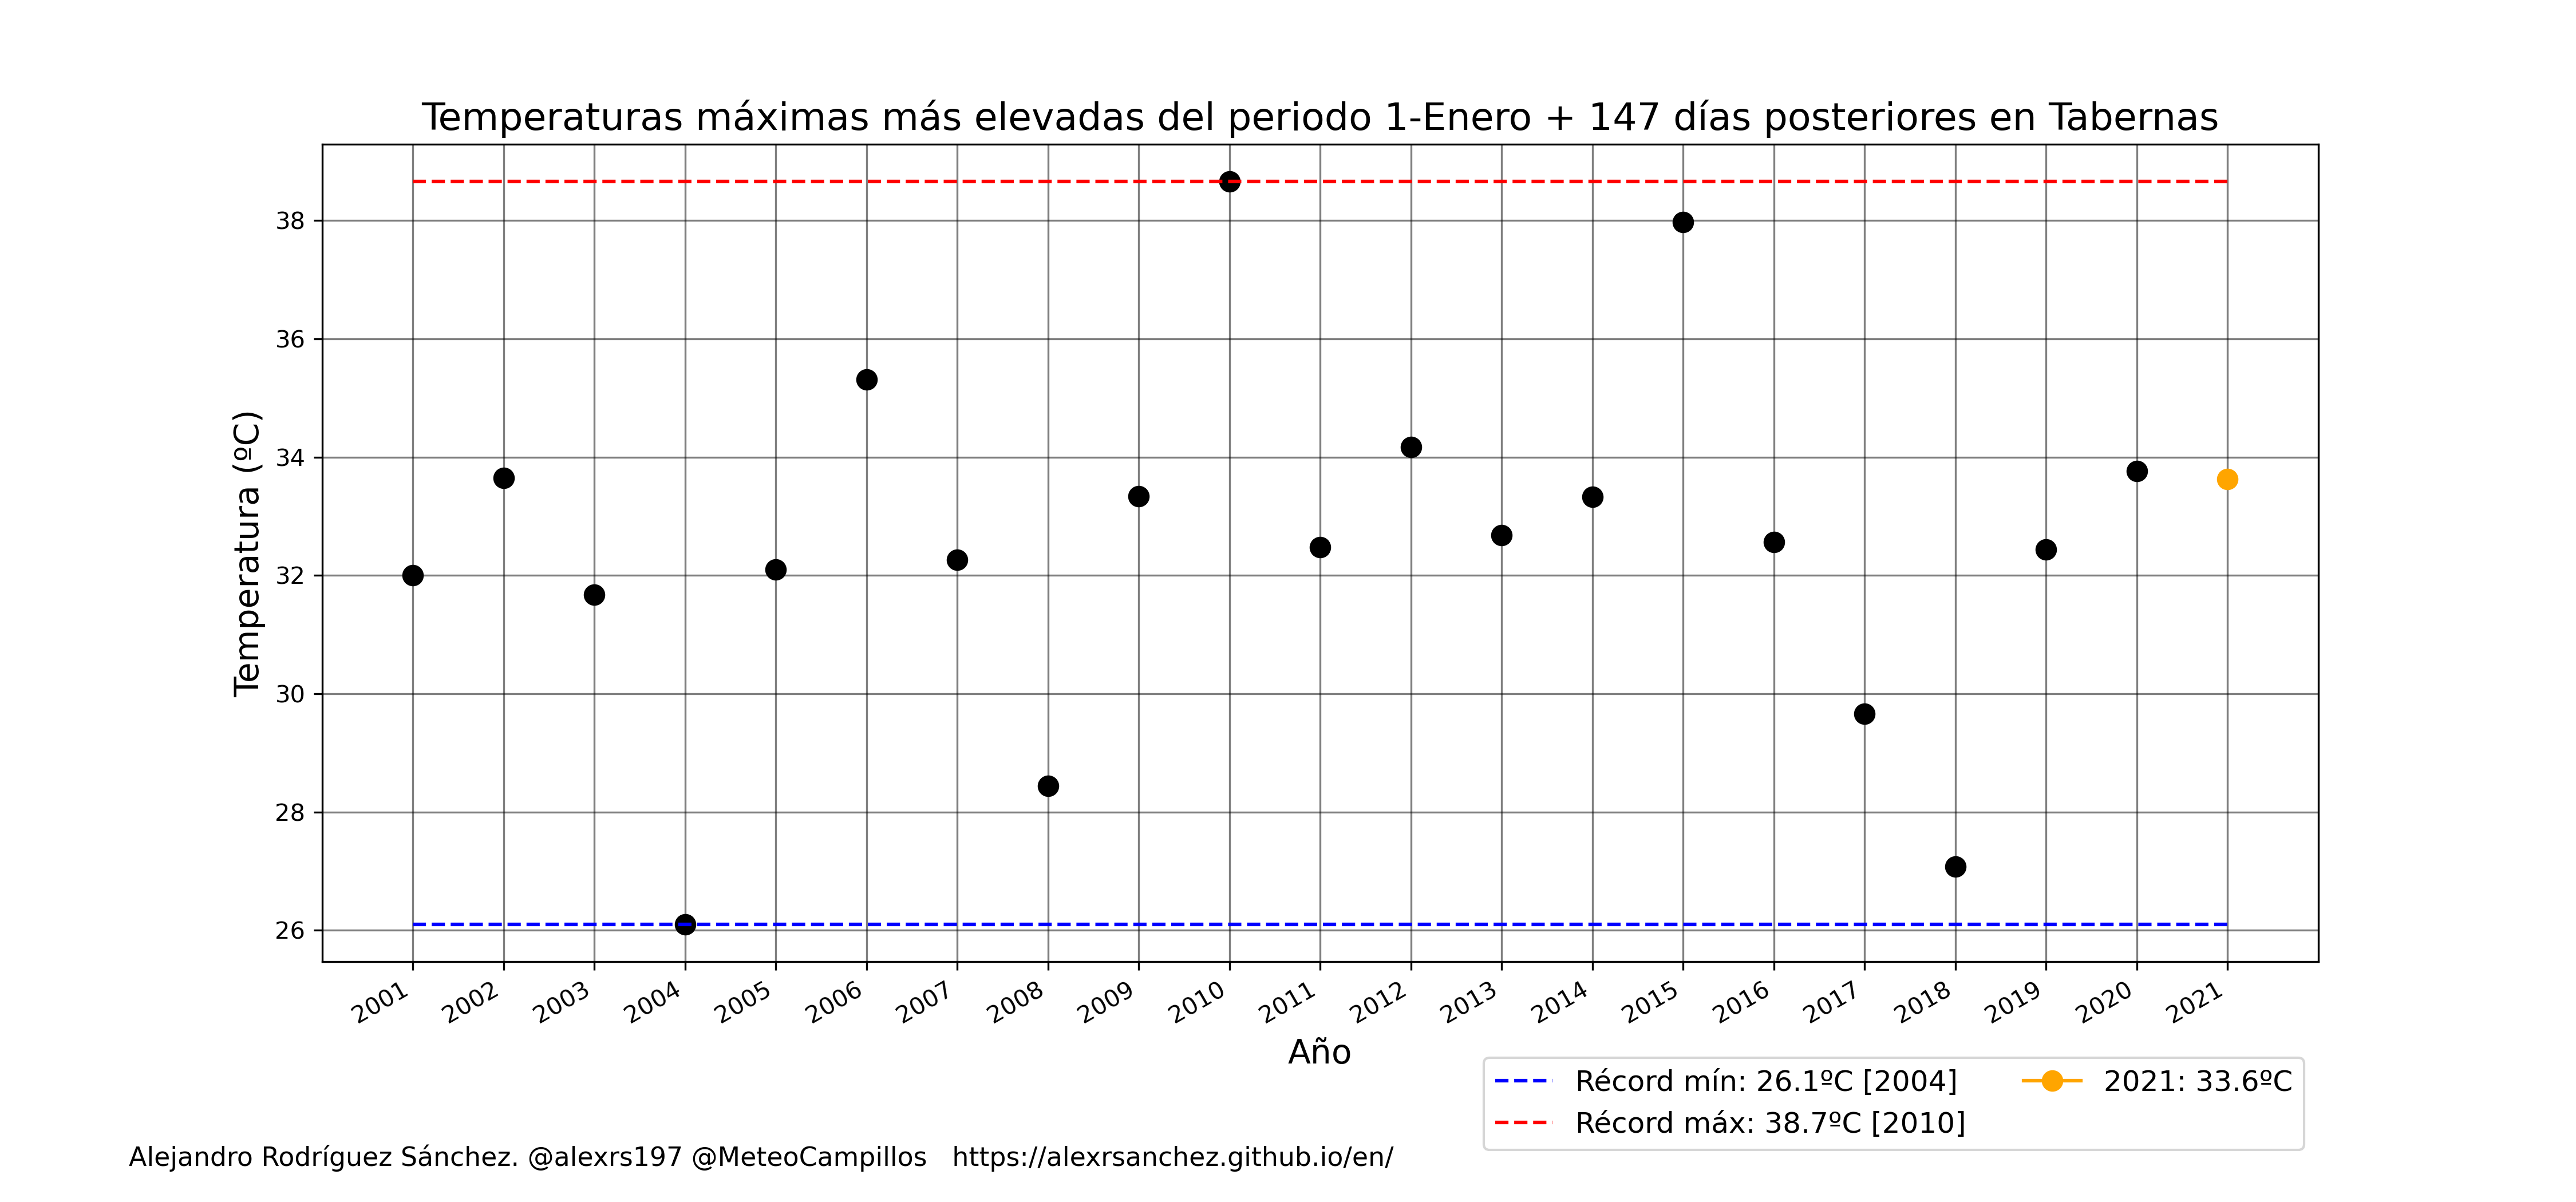 Temperaturas máximas más elevadas del periodo 1-Enero + 147 días posteriores en Tabernas
Temperatura (ºC)
38
36
34
32
30
28
26
2001 2002 2003 2004 2005 2006 2007 2008 2009 2010 2011 2012 2013 2014 2015 2016 2017 2018 2019 2020 2021
Año
Récord mín: 26.1ºC [2004]
Récord máx: 38.7ºC [2010]
2021: 33.6ºC
Alejandro Rodríguez Sánchez. @alexrs197 @MeteoCampillos https://alexrsanchez.github.io/en/